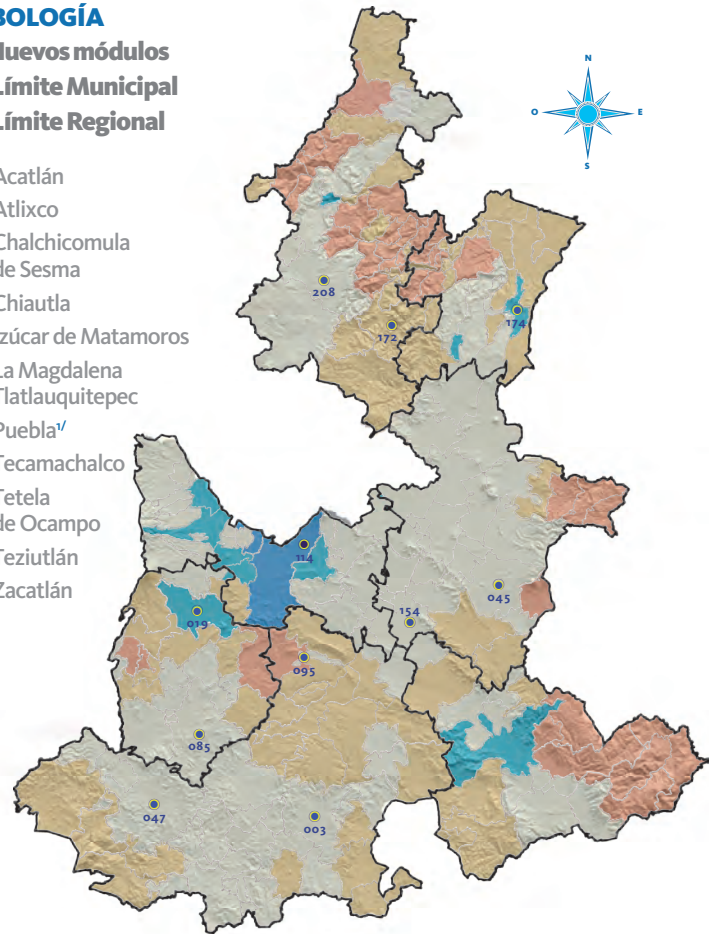 BOLOGÍA
Nuevos módulos
Límite Municipal
Límite Regional
Acatlán
Atlixco
Chalchicomula
de Sesma
Chiautla
Izúcar de Matamoros
La Magdalena
Tlatlauquitepec
Puebla1/
Tecamachalco
Tetela
de Ocampo
Teziutlán
Zacatlán
N
O
E
S
208
172
174
114
045
154
019
095
085
047
003